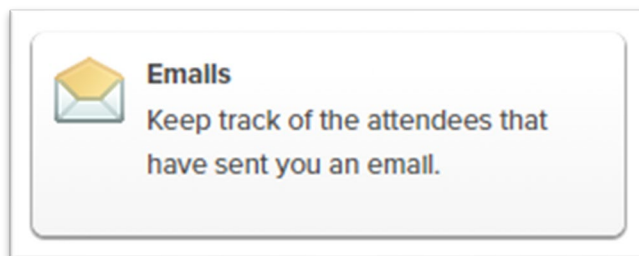 Emails
Keep track of the attendees that
have sent you an email.